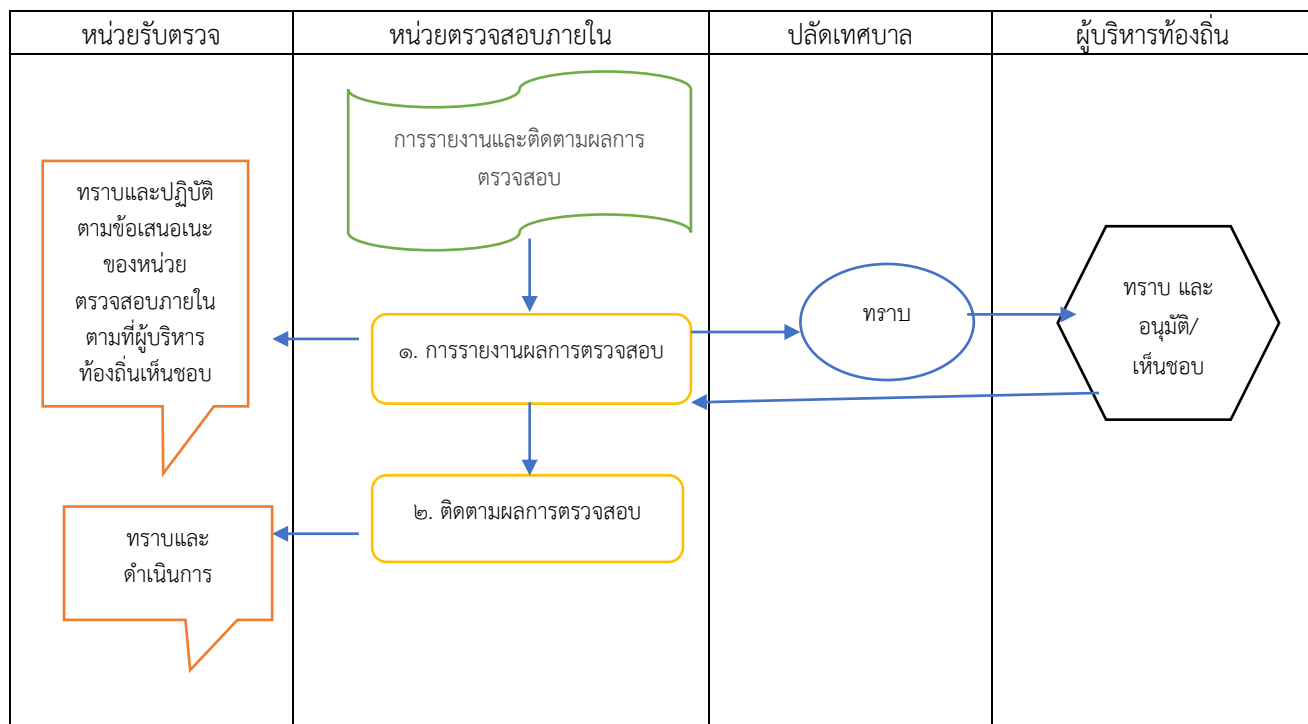 หน่วยรับตรวจ
หน่วยตรวจสอบภายใน
ปลัดเทศบาล
ผู้บริหารท้องถิ่น
การรายงานและติดตามผลการ
ตรวจสอบ
ทราบและปฏิบัติ
ตามข้อเสนอเนะ
ของหน่วย
ตรวจสอบภายใน
ตามที่ผู้บริหาร
ท้องถิ่นเห็นชอบ
๑. การรายงานผลการตรวจสอบ
ทราบ
ทราบ และ
อนุมัติ/
เห็นชอบ
๒. ติดตามผลการตรวจสอบ
ทราบและ
ดำเนินการ